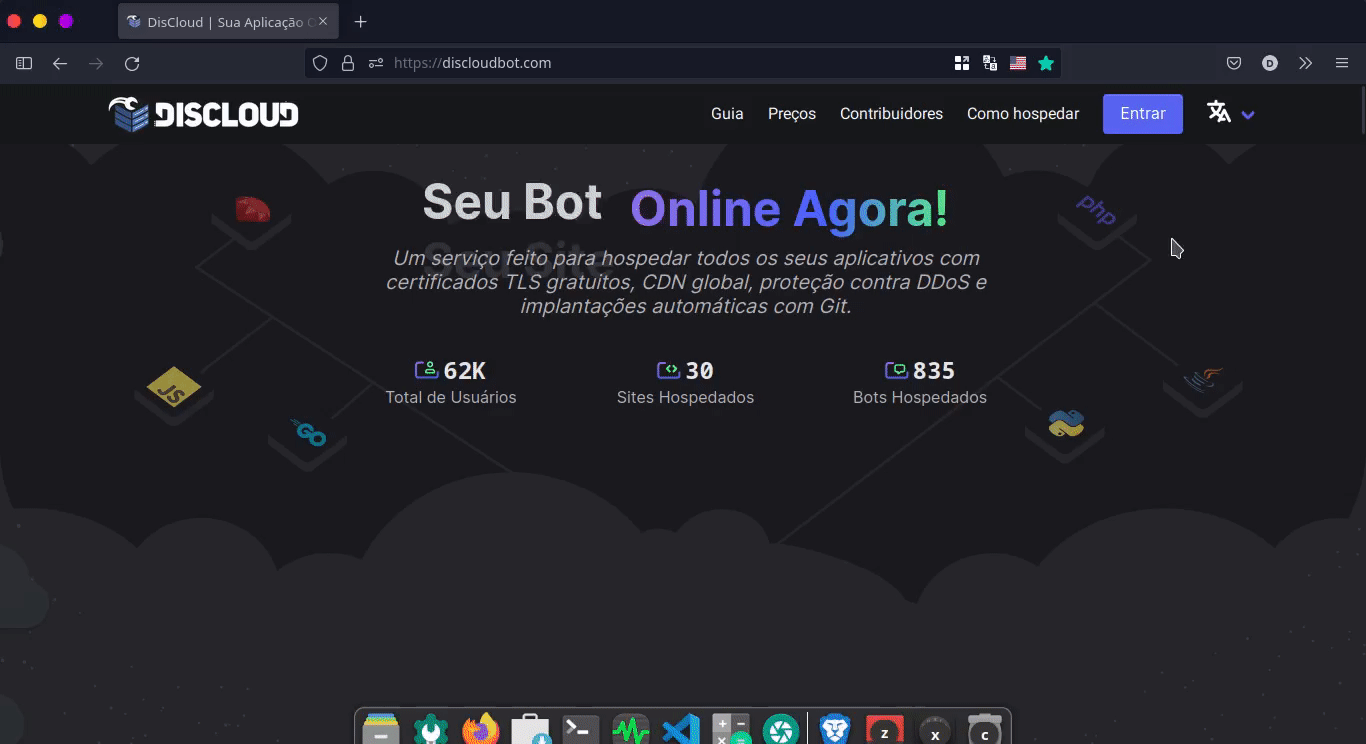 DisCloud | Sua Aplicação
https://discloudbot.com
D
DISCLOUD
Guia
Preços
Contribuidores
Como hospedar
Entrar
Seu Bot Online Agora!
Seu Site
Um serviço feito para hospedar todos os seus aplicativos com
certificados TLS gratuitos, CDN global, proteção contra DDoS e
implantações automáticas com Git.
php
JS
GO
62K
Total de Usuários
30
Sites Hospedados
835
Bots Hospedados
z
x
c